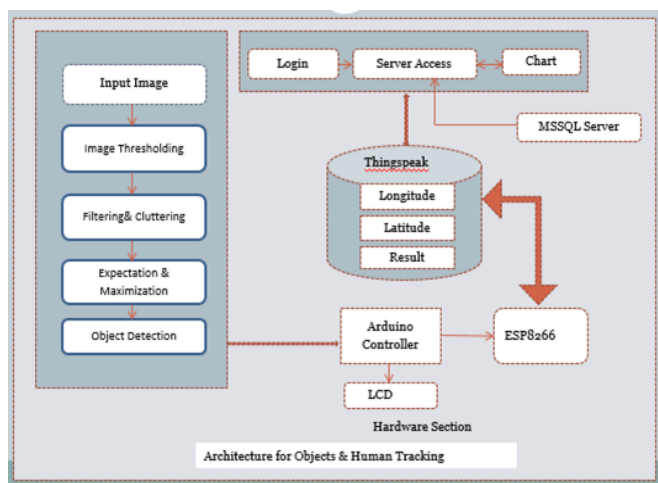 Input Image
Image Thresholding
Filtering& Cluttering
Expectation &
Maximization
Object Detection
Login
Server Access
Chart
MSSQL Server
Thingspeak
Longitude
Latitude
Result
Arduino
Controller
ESP8266
LCD
Hardware Section
Architecture for Objects & Human Tracking